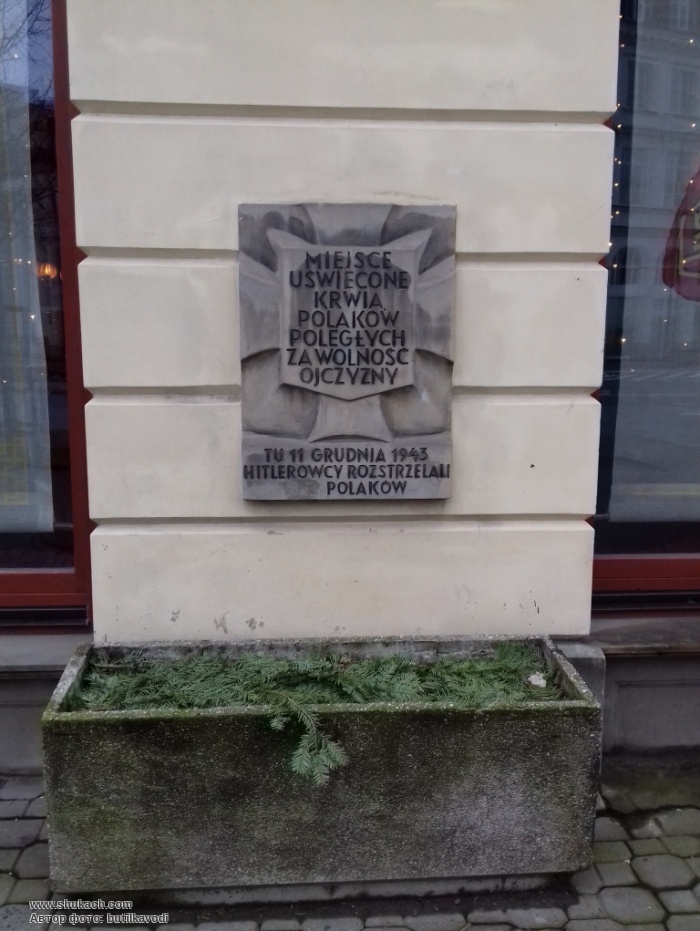 MIEJSCE
UŚWIĘCONE
KRWIĄ
POLAKÓW
POLEGŁYCH
ZA WOLNOŚĆ
OJCZYZNY
TU 11 GRUDNIA 1943
HITLEROWCY ROZSTRZELALI
POLAKÓW
www.shukach.com
Автор фото: butilkavodi